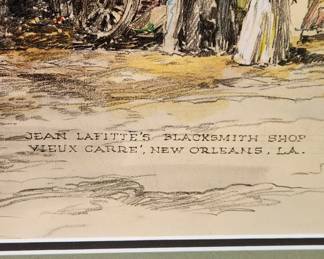 JEAN LAFITTE'S BLACKSMITH SHOP
VIEUX CARRE', NEW ORLEANS. LA.